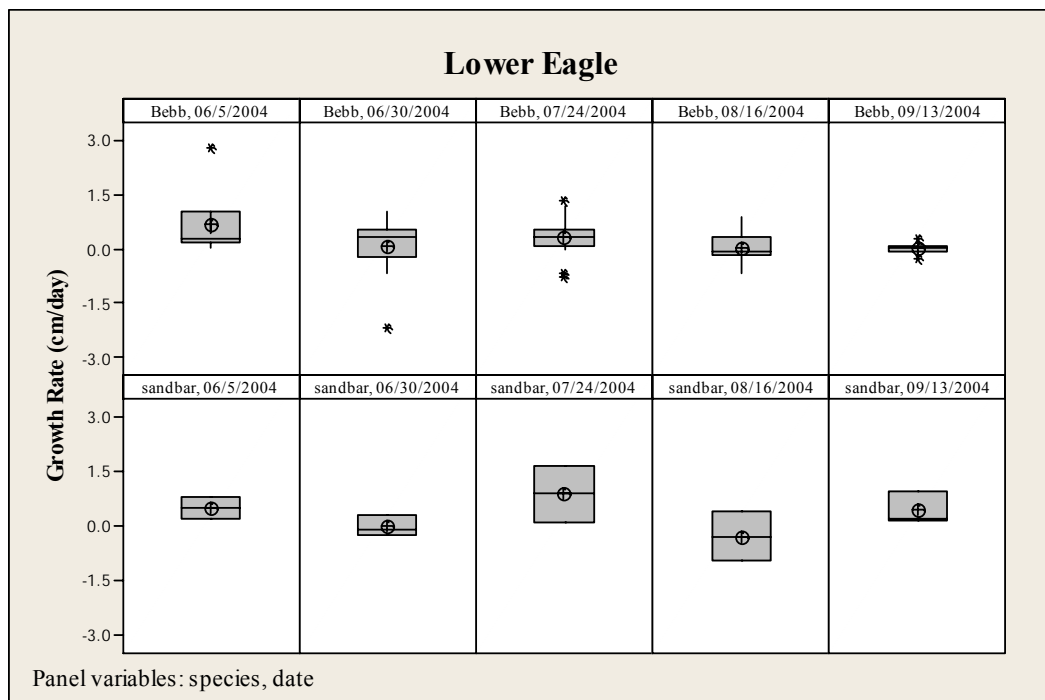 Lower Eagle
Bebb, 06/5/2004
Bebb, 06/30/2004
Bebb, 07/24/2004
Bebb, 08/16/2004
Bebb, 09/13/2004
3.0
1.5
0.0
-1.5
-3.0
sandbar, 06/5/2004
sandbar, 06/30/2004
sandbar, 07/24/2004
sandbar, 08/16/2004
sandbar, 09/13/2004
3.0
1.5
0.0
-1.5
-3.0
Growth Rate (cm/day)
Panel variables: species, date